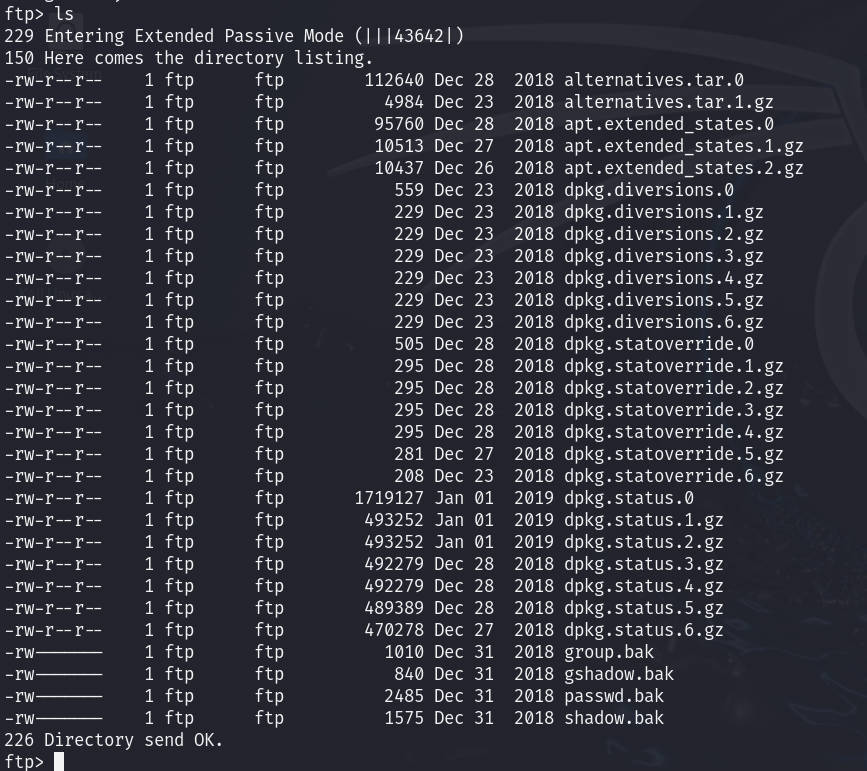 ftp> ls
229 Entering Extended Passive Mode (|||43642|)
150 Here comes the directory listing.
-rw-r--r--    1 ftp      ftp        112640 Dec 28  2018 alternatives.tar.0
-rw-r--r--    1 ftp      ftp          4984 Dec 23  2018 alternatives.tar.1.gz
-rw-r--r--    1 ftp      ftp         95760 Dec 28  2018 apt.extended_states.0
-rw-r--r--    1 ftp      ftp         10513 Dec 27  2018 apt.extended_states.1.gz
-rw-r--r--    1 ftp      ftp         10437 Dec 26  2018 apt.extended_states.2.gz
-rw-r--r--    1 ftp      ftp           559 Dec 23  2018 dpkg.diversions.0
-rw-r--r--    1 ftp      ftp           229 Dec 23  2018 dpkg.diversions.1.gz
-rw-r--r--    1 ftp      ftp           229 Dec 23  2018 dpkg.diversions.2.gz
-rw-r--r--    1 ftp      ftp           229 Dec 23  2018 dpkg.diversions.3.gz
-rw-r--r--    1 ftp      ftp           229 Dec 23  2018 dpkg.diversions.4.gz
-rw-r--r--    1 ftp      ftp           229 Dec 23  2018 dpkg.diversions.5.gz
-rw-r--r--    1 ftp      ftp           229 Dec 23  2018 dpkg.diversions.6.gz
-rw-r--r--    1 ftp      ftp           505 Dec 28  2018 dpkg.statoverride.0
-rw-r--r--    1 ftp      ftp           295 Dec 28  2018 dpkg.statoverride.1.gz
-rw-r--r--    1 ftp      ftp           295 Dec 28  2018 dpkg.statoverride.2.gz
-rw-r--r--    1 ftp      ftp           295 Dec 28  2018 dpkg.statoverride.3.gz
-rw-r--r--    1 ftp      ftp           295 Dec 28  2018 dpkg.statoverride.4.gz
-rw-r--r--    1 ftp      ftp           281 Dec 27  2018 dpkg.statoverride.5.gz
-rw-r--r--    1 ftp      ftp           208 Dec 23  2018 dpkg.statoverride.6.gz
-rw-r--r--    1 ftp      ftp       1719127 Jan 01  2019 dpkg.status.0
-rw-r--r--    1 ftp      ftp        493252 Jan 01  2019 dpkg.status.1.gz
-rw-r--r--    1 ftp      ftp        493252 Jan 01  2019 dpkg.status.2.gz
-rw-r--r--    1 ftp      ftp        492279 Dec 28  2018 dpkg.status.3.gz
-rw-r--r--    1 ftp      ftp        492279 Dec 28  2018 dpkg.status.4.gz
-rw-r--r--    1 ftp      ftp        489389 Dec 28  2018 dpkg.status.5.gz
-rw-r--r--    1 ftp      ftp        470278 Dec 27  2018 dpkg.status.6.gz
-rw-------    1 ftp      ftp          1010 Dec 31  2018 group.bak
-rw-------    1 ftp      ftp           840 Dec 31  2018 gshadow.bak
-rw-------    1 ftp      ftp          2485 Dec 31  2018 passwd.bak
-rw-------    1 ftp      ftp          1575 Dec 31  2018 shadow.bak
226 Directory send OK.
ftp>